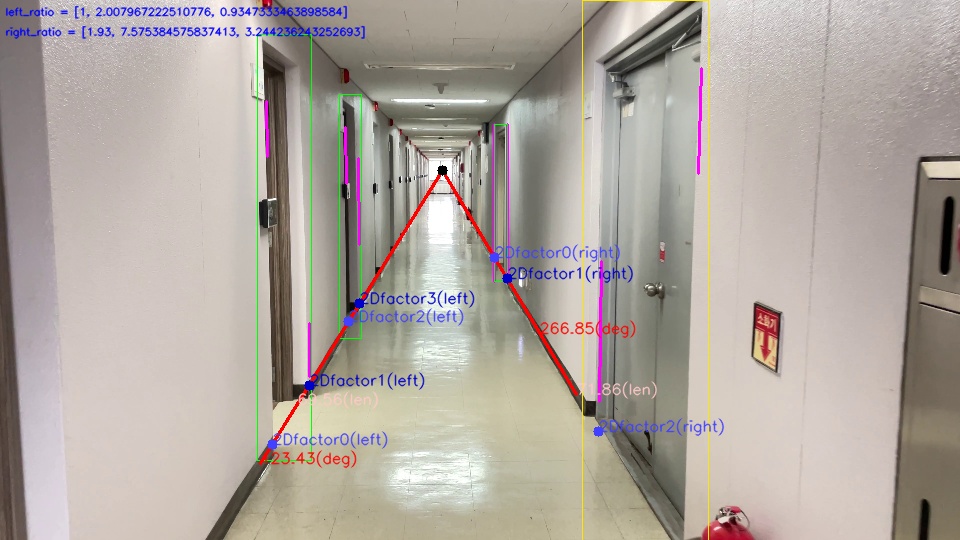 left_ratio = [1, 2.007967222510776, 0.9347333463898584]
right_ratio = [1.93, 7.575384575837413, 3.244236243252693]
2Dfactor0(right)
2Dfactor1(right)
2Dfactor3(left)
2Dfactor2(left)
266.85(deg)
소화기
2Dfactor1(left)
.86(len)
(len)
2Dfactor2(right)
2Dfactor0(left)
23.43(deg)